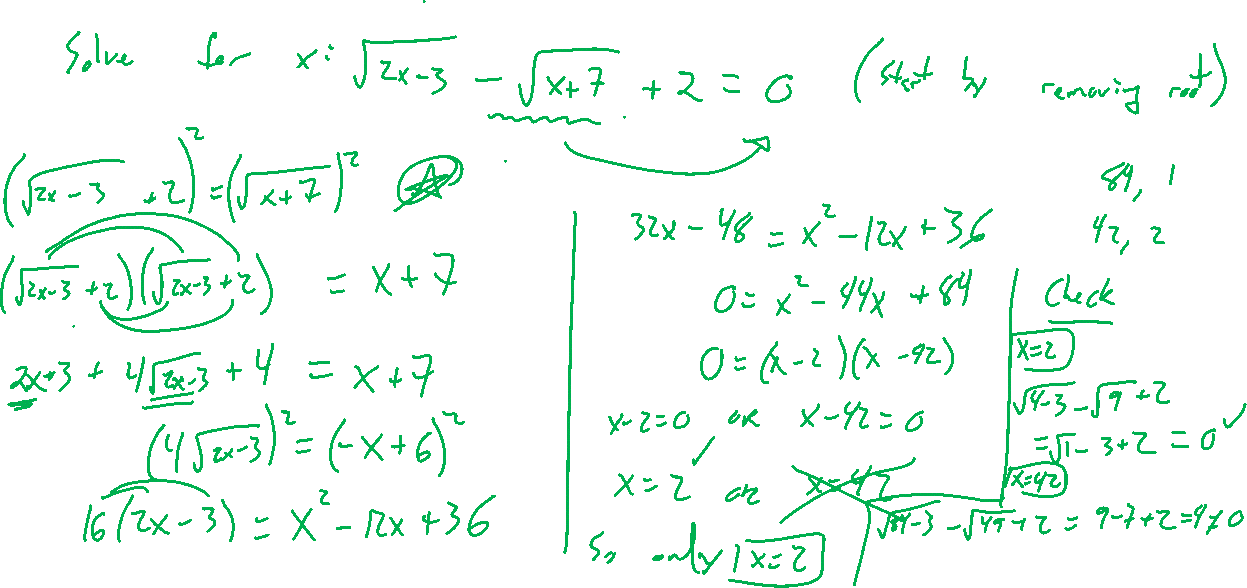 Solve for x: √(2x-3) - √(x+7) + 2 = 0 (start by removing root)
(√(2x-3) + 2)² = (√(x+7))²
(√(2x-3) + 2)(√(2x-3) + 2) = x+7
2x-3 + 4√(2x-3) + 4 = x+7
(4√(2x-3))² = (-x+6)²
16(2x-3) = x² - 12x + 36
32x - 48 = x² - 12x + 36
0 = x² - 44x + 84
0 = (x-2)(x-42)
x-2=0 or x-42=0
x=2 ✓ or x=42
So only x=2
84, 1
42, 2
Check
x=2
√(4-3) - √9 + 2
= √1 - 3+2 = 0 ✓
x=42
√(84-3) - √49 + 2 = 9-7+2=4≠0